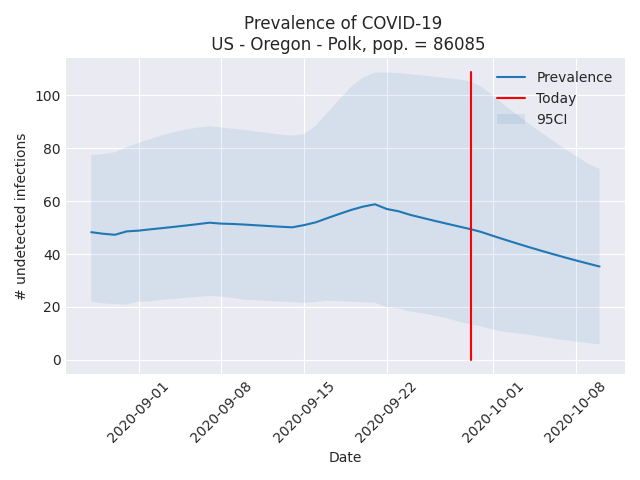 Prevalence of COVID-19
US - Oregon - Polk, pop. = 86085
Prevalence
Today
95CI
# undetected infections
100
80
60
40
20
0
2020-09-01
2020-09-08
2020-09-15
2020-09-22
2020-10-01
2020-10-08
Date